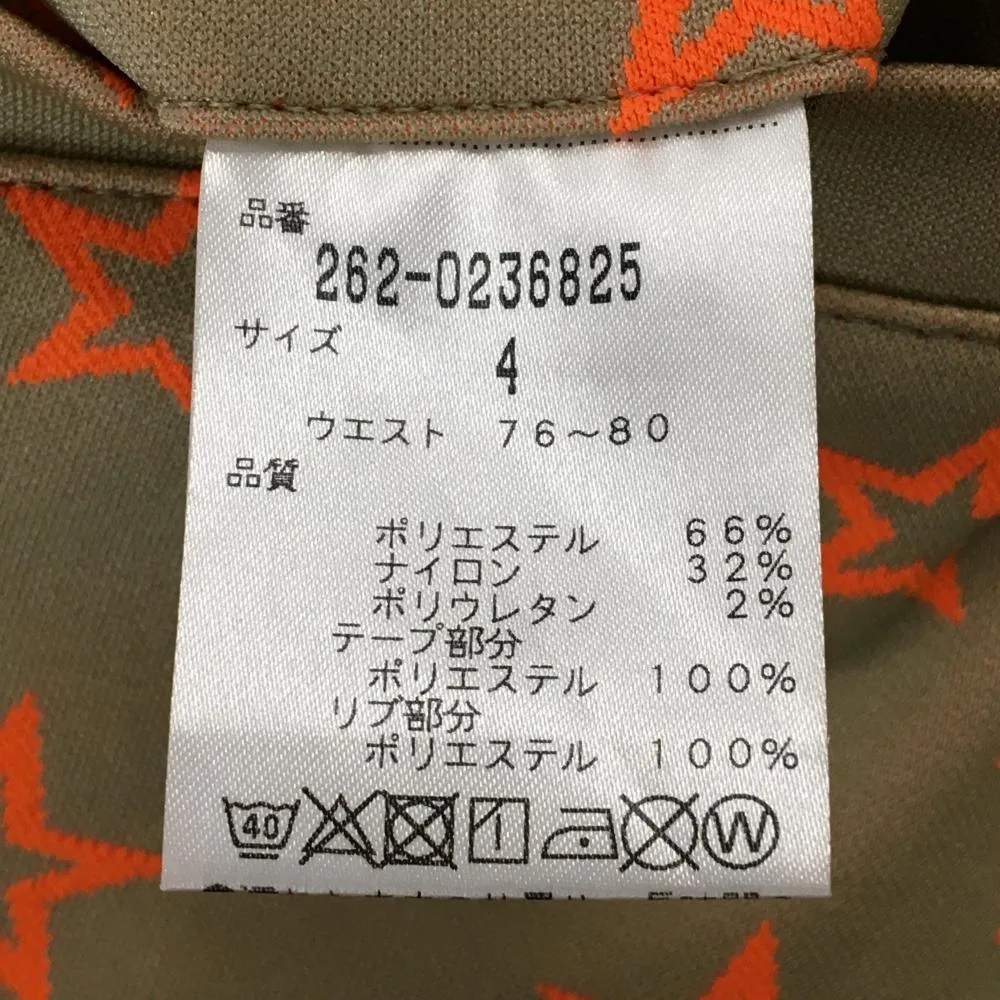 品番
262-0236825
サイズ
4
ウエスト 76~80
品質
ポリエステル 66%
ナイロン 32%
ポリウレタン 2%
テープ部分
ポリエステル 100%
リブ部分
ポリエステル 100%
40 W